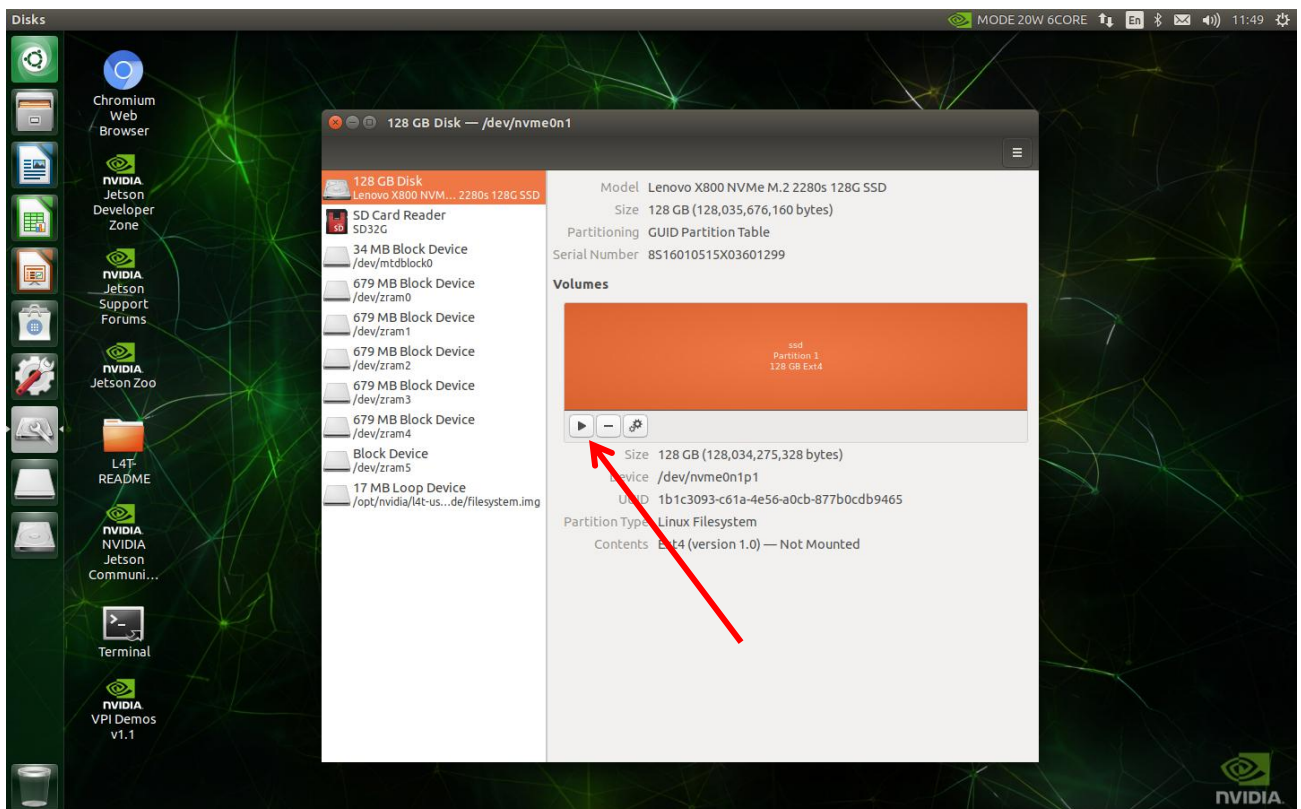 Disks
MODE 20W 6CORE
En
11:49
Chromium
Web
Browser
NVIDIA.
Jetson
Developer
Zone
NVIDIA.
Jetson
Support
Forums
NVIDIA.
Jetson Zoo
L4T-
README
NVIDIA.
NVIDIA
Jetson
Communi...
>_
Terminal
NVIDIA.
VPI Demos
v1.1
128 GB Disk — /dev/nvme0n1
128 GB Disk
Lenovo X800 NVM... 2280s 128G SSD
SD
SD Card Reader
SD32G
34 MB Block Device
/dev/mtdblock0
679 MB Block Device
/dev/zram0
679 MB Block Device
/dev/zram1
679 MB Block Device
/dev/zram2
679 MB Block Device
/dev/zram3
679 MB Block Device
/dev/zram4
Block Device
/dev/zram5
17 MB Loop Device
/opt/nvidia/l4t-us...de/filesystem.img
Model Lenovo X800 NVMe M.2 2280s 128G SSD
Size 128 GB (128,035,676,160 bytes)
Partitioning GUID Partition Table
Serial Number 8S16010515X03601299
Volumes
ssd
Partition 1
128 GB Ext4
Size 128 GB (128,034,275,328 bytes)
Device /dev/nvme0n1p1
UUID 1b1c3093-c61a-4e56-a0cb-877b0cdb9465
Partition Type Linux Filesystem
Contents Ext4 (version 1.0) — Not Mounted
NVIDIA.